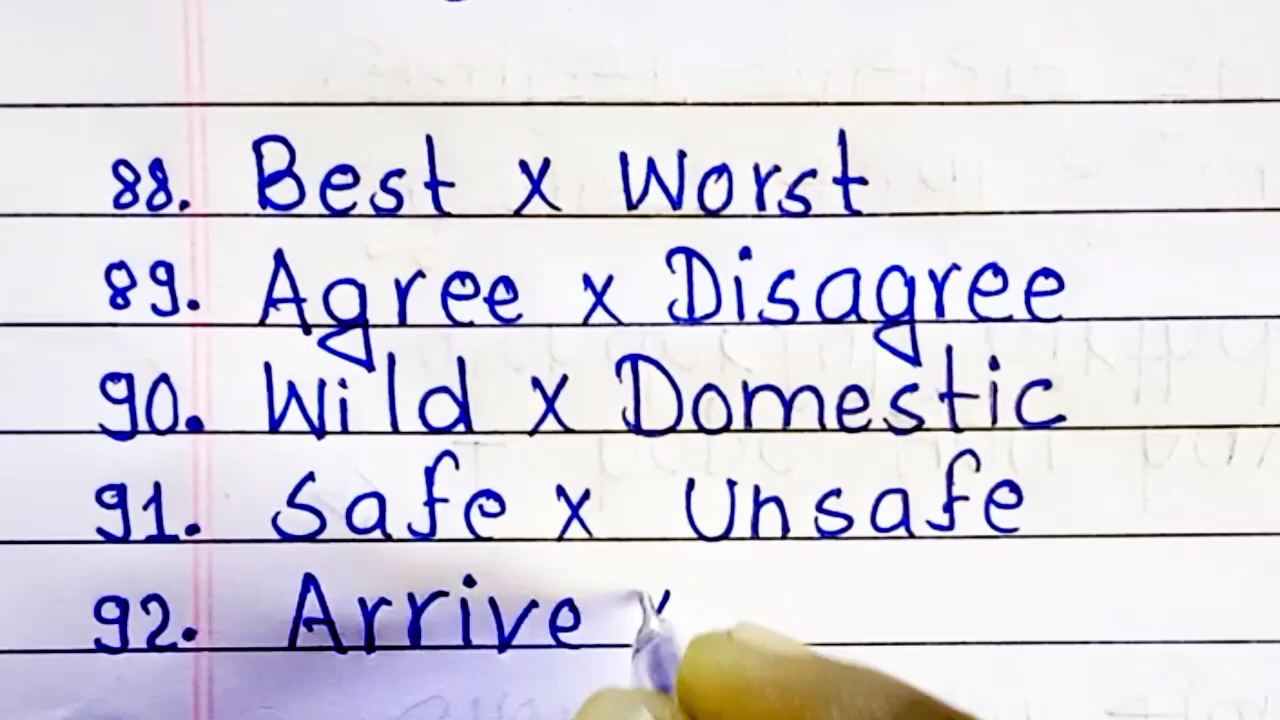 88. Best x Worst
89. Agree x Disagree
90. Wild x Domestic
91. Safe x Unsafe
92. Arrive x